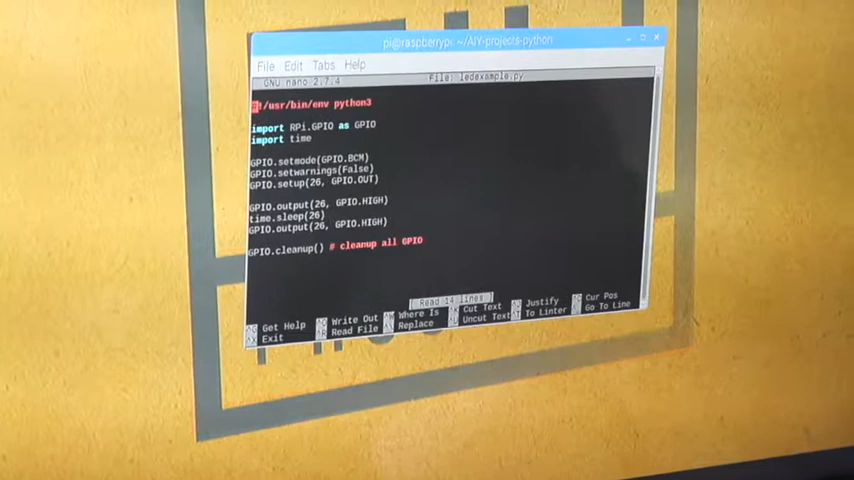 pi@raspberrypi: ~/AIY-projects-python
File Edit Tabs Help
GNU nano 2.7.4 File: ledexample.py
#!/usr/bin/env python3
import RPi.GPIO as GPIO
import time
GPIO.setmode(GPIO.BCM)
GPIO.setwarnings(False)
GPIO.setup(26, GPIO.OUT)
GPIO.output(26, GPIO.HIGH)
time.sleep(26)
GPIO.output(26, GPIO.HIGH)
GPIO.cleanup() # cleanup all GPIO
[ Read 14 lines ]
^G Get Help ^O Write Out ^W Where Is ^K Cut Text ^J Justify ^C Cur Pos
^X Exit ^R Read File ^\ Replace ^U Uncut Text ^T To Linter ^_ Go To Line